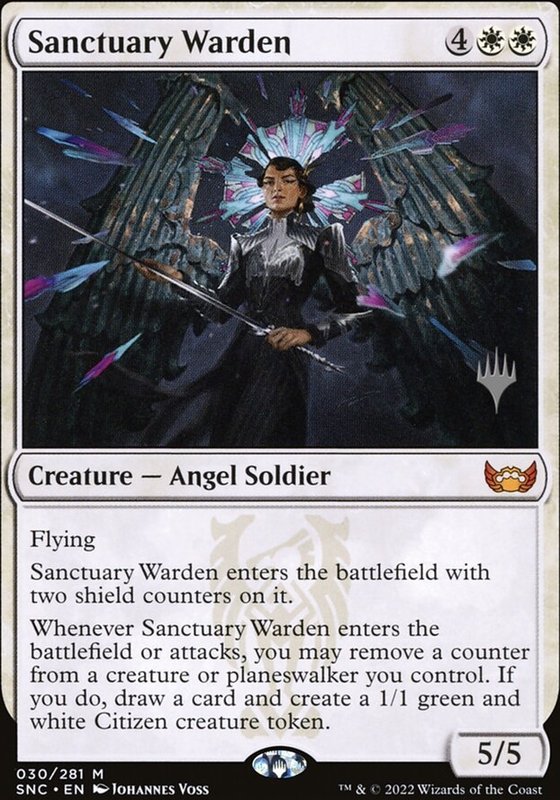 Sanctuary Warden 4
Creature — Angel Soldier
Flying
Sanctuary Warden enters the battlefield with
two shield counters on it.
Whenever Sanctuary Warden enters the
battlefield or attacks, you may remove a counter
from a creature or planeswalker you control. If
you do, draw a card and create a 1/1 green and
white Citizen creature token.
5/5
030/281 M
SNC • EN Johannes Voss ™ & © 2022 Wizards of the Coast